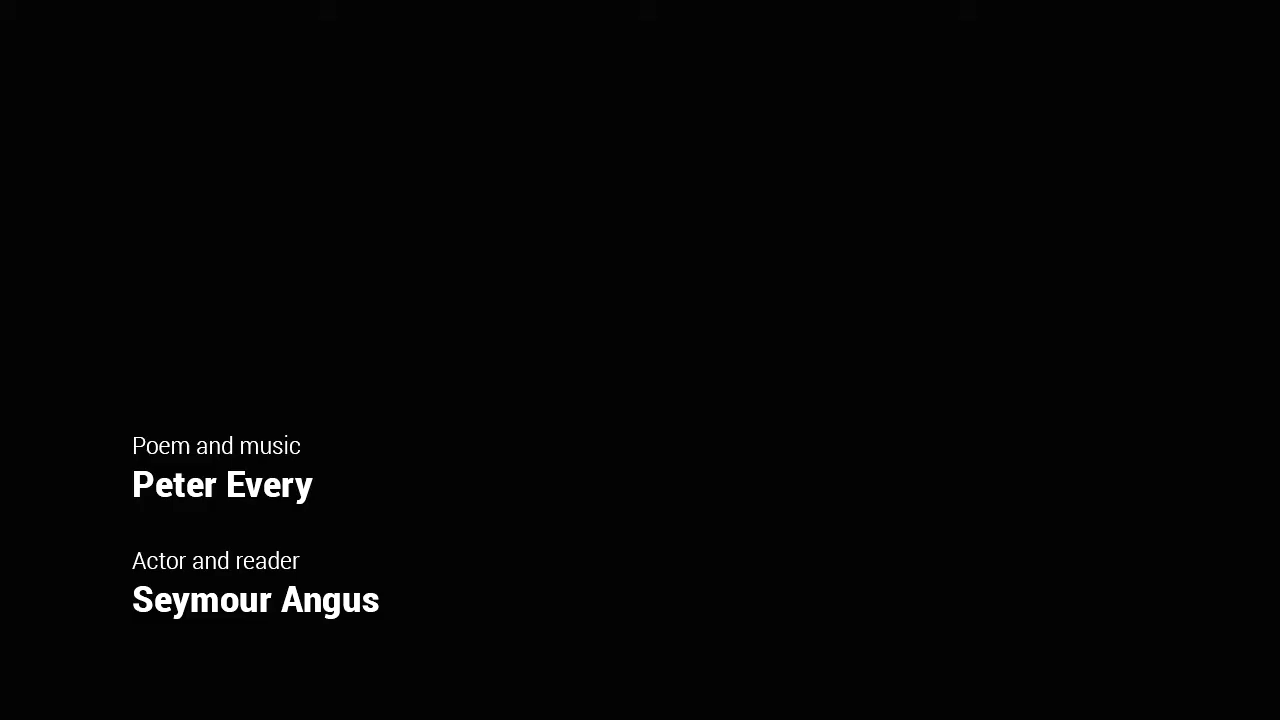 Poem and music
Peter Every
Actor and reader
Seymour Angus